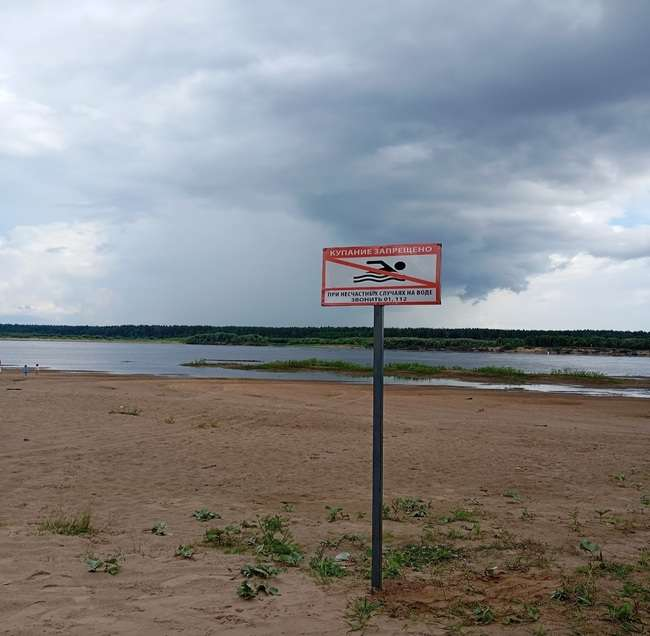 КУПАНИЕ ЗАПРЕЩЕНО
ПРИ НЕСЧАСТНЫХ СЛУЧАЯХ НА ВОДЕ
ЗВОНИТЬ 01, 112